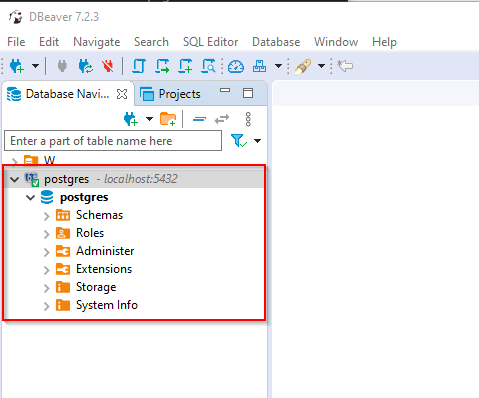 DBeaver 7.2.3
File Edit Navigate Search SQL Editor Database Window Help
Database Navi... Projects
Enter a part of table name here
W
postgres - localhost:5432
postgres
Schemas
Roles
Administer
Extensions
Storage
System Info